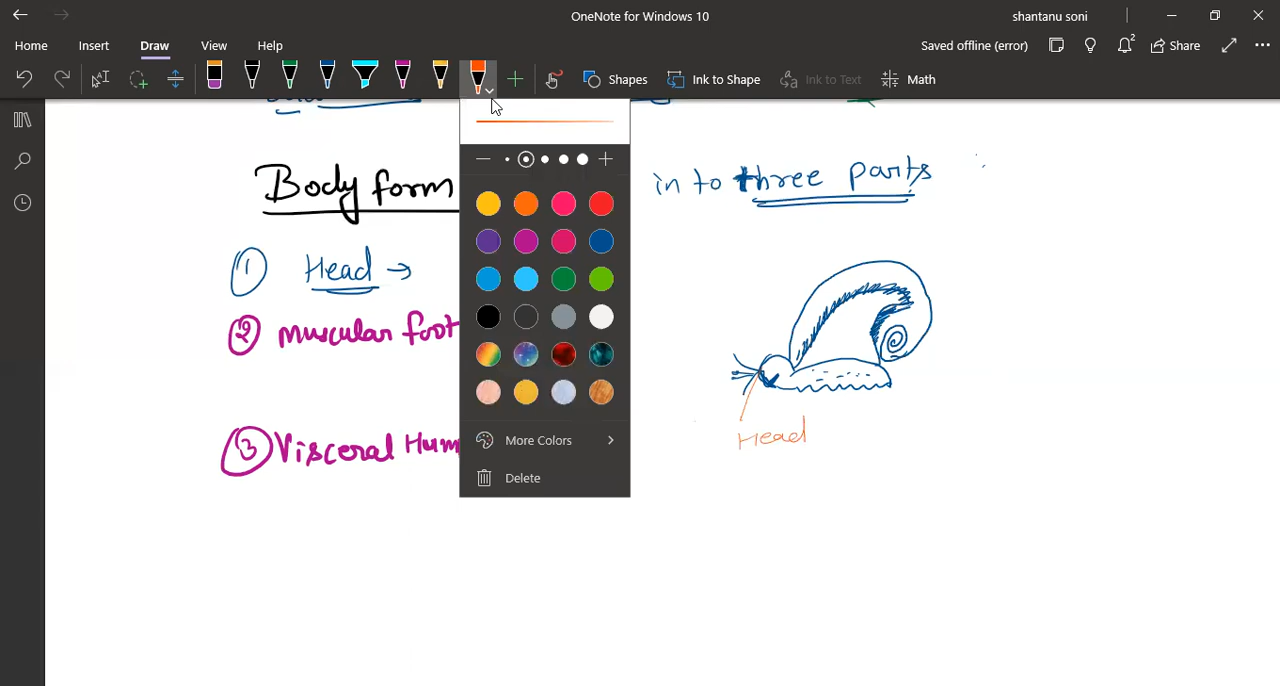 OneNote for Windows 10
shantanu soni
Home Insert Draw View Help
Saved offline (error)
2
Share
Shapes
Ink to Shape
Ink to Text
Math
Body form
in to three parts
① Head →
② muscular foot
③ Visceral Hum
Head
More Colors
Delete